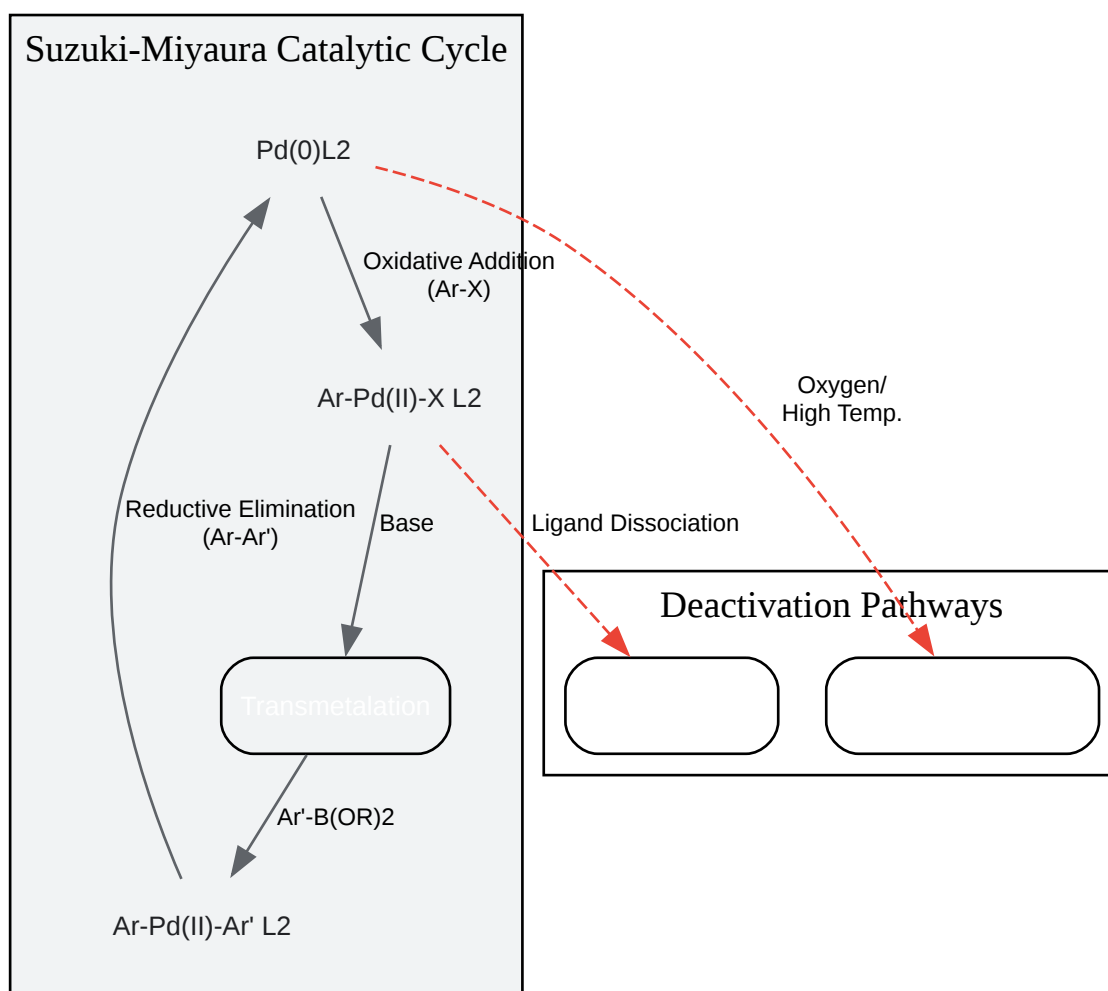 Suzuki-Miyaura Catalytic Cycle
Pd(0)L2
Oxidative Addition
(Ar-X)
Ar-Pd(II)-X L2
Oxygen/
High Temp.
Reductive Elimination
(Ar-Ar')
Base
Ligand Dissociation
Deactivation Pathways
Transmetalation
Ar'-B(OR)2
Ar-Pd(II)-Ar' L2